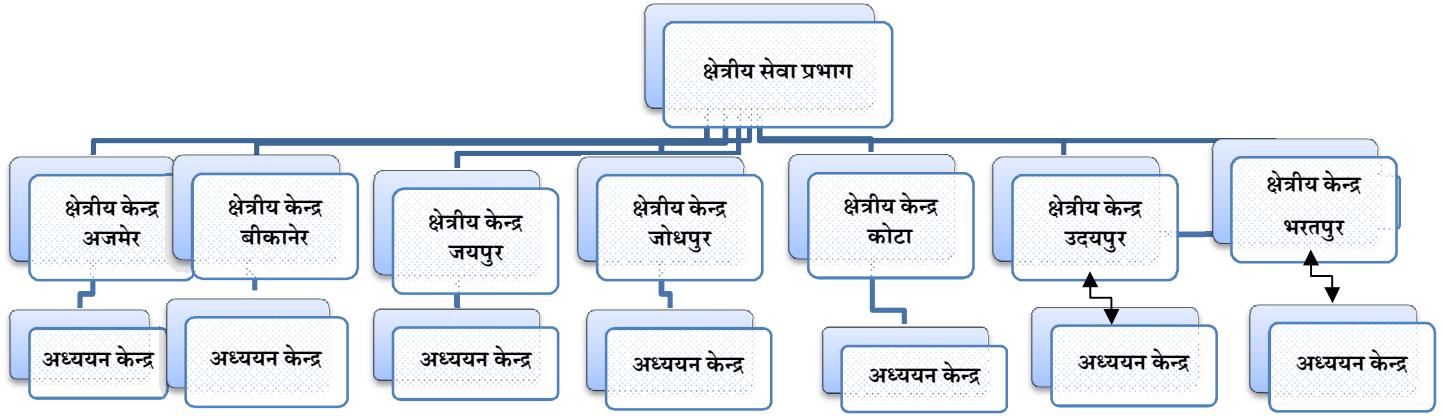 क्षेत्रीय सेवा प्रभाग
क्षेत्रीय केन्द्र
अजमेर
क्षेत्रीय केन्द्र
बीकानेर
क्षेत्रीय केन्द्र
जयपुर
क्षेत्रीय केन्द्र
जोधपुर
क्षेत्रीय केन्द्र
कोटा
क्षेत्रीय केन्द्र
उदयपुर
क्षेत्रीय केन्द्र
भरतपुर
अध्ययन केन्द्र
अध्ययन केन्द्र
अध्ययन केन्द्र
अध्ययन केन्द्र
अध्ययन केन्द्र
अध्ययन केन्द्र
अध्ययन केन्द्र